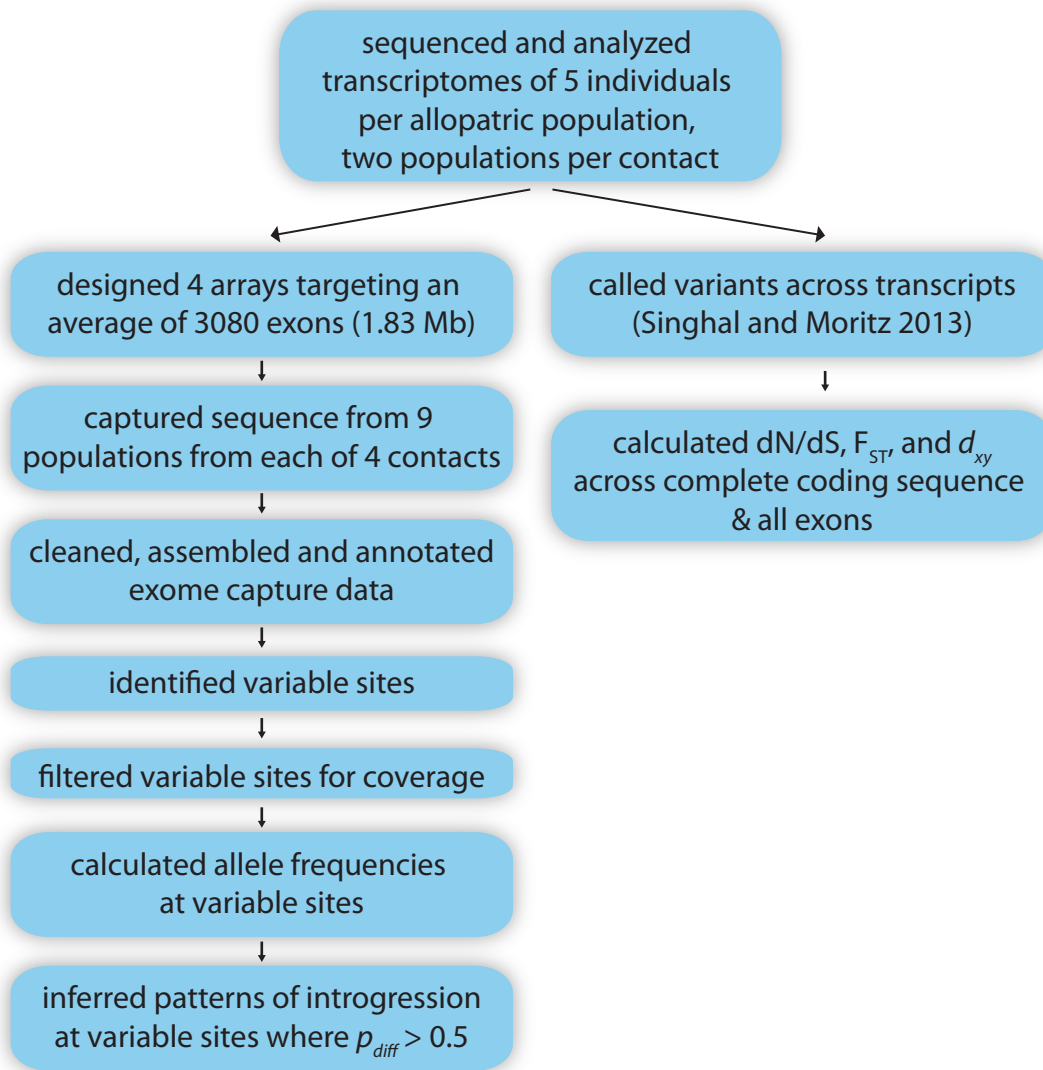 sequenced and analyzed
transcriptomes of 5 individuals
per allopatric population,
two populations per contact
designed 4 arrays targeting an
average of 3080 exons (1.83 Mb)
captured sequence from 9
populations from each of 4 contacts
cleaned, assembled and annotated
exome capture data
identified variable sites
filtered variable sites for coverage
calculated allele frequencies
at variable sites
inferred patterns of introgression
at variable sites where p_diff > 0.5
called variants across transcripts
(Singhal and Moritz 2013)
calculated dN/dS, F_ST, and d_xy
across complete coding sequence
& all exons